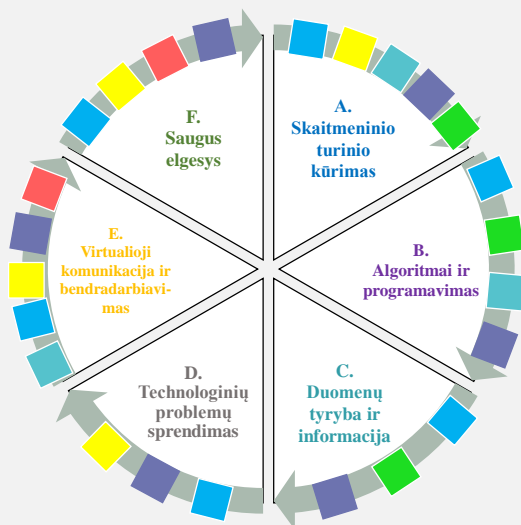 A.
Skaitmeninio
turinio
kūrimas
B.
Algoritmai ir
programavimas
C.
Duomenų
tyryba ir
informacija
D.
Technologinių
problemų
sprendimas
E.
Virtualioji
komunikacija ir
bendradarbiavi-
mas
F.
Saugus
elgesys